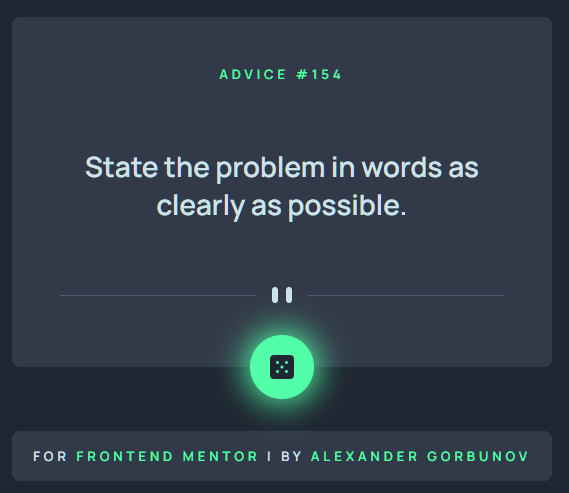 ADVICE #154
State the problem in words as
clearly as possible.
FOR FRONTEND MENTOR | BY ALEXANDER GORBUNOV